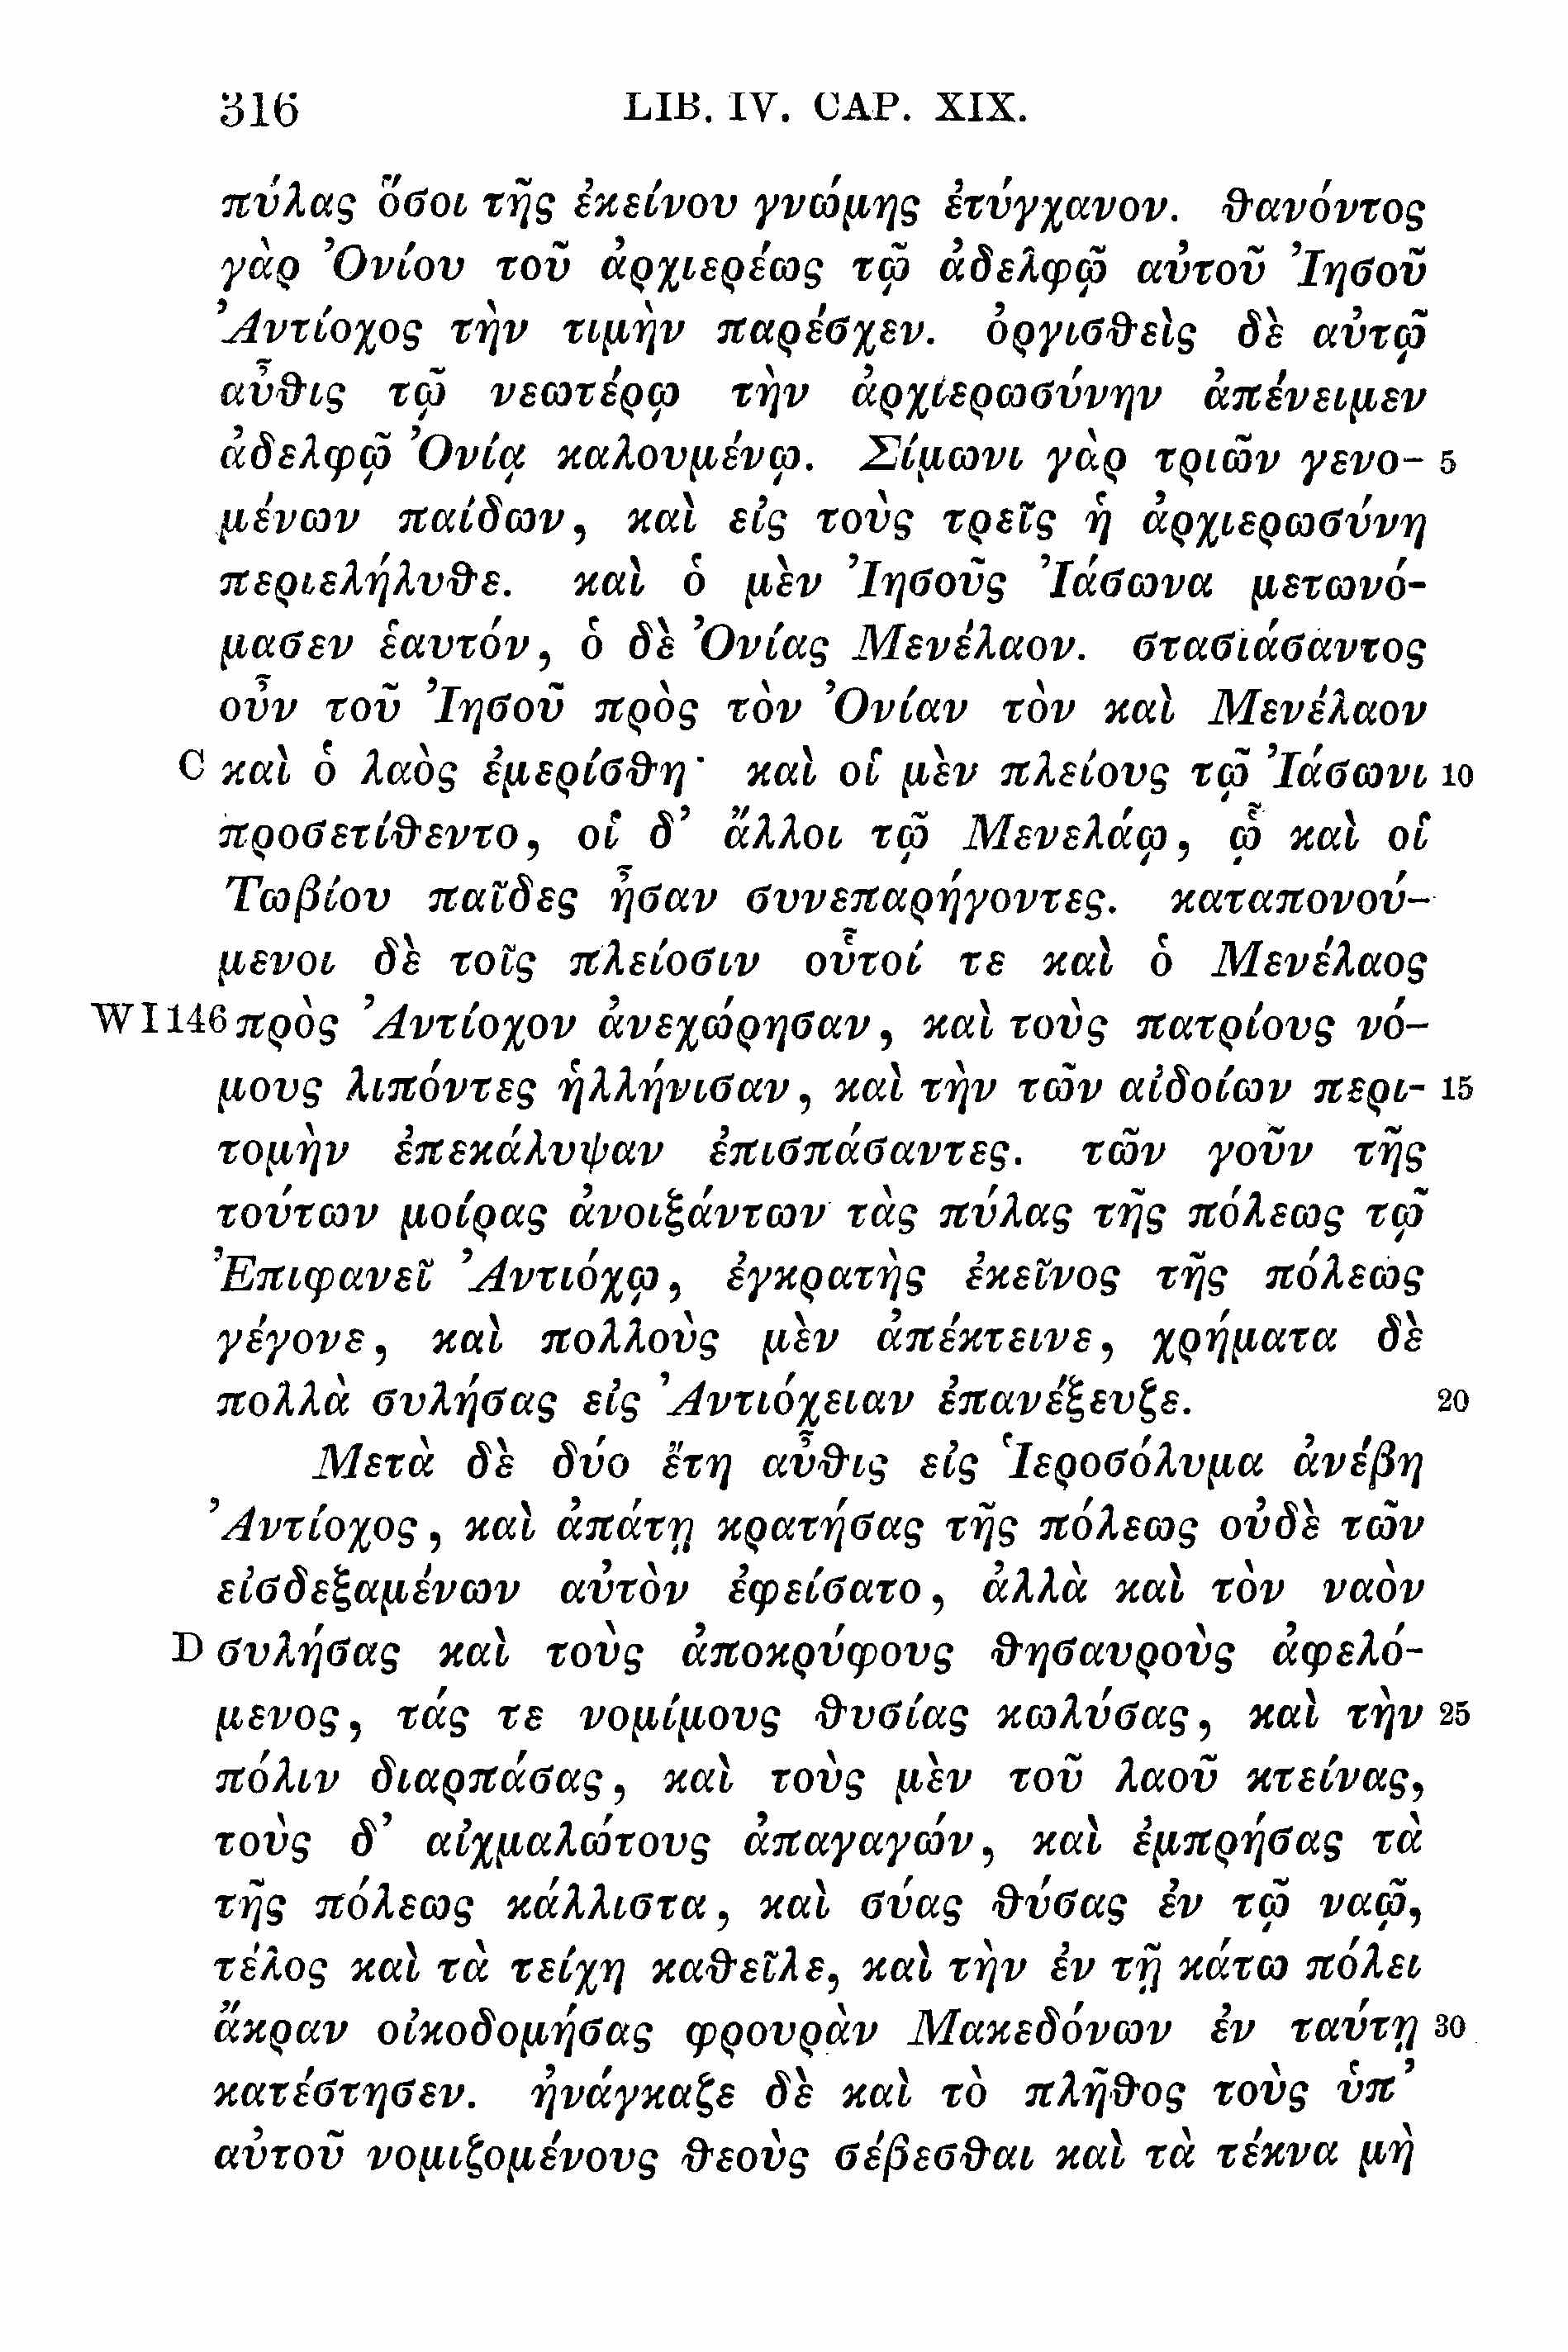 316 LIB. IV. CAP. XIX.
πύλας ὅσοι τῆς ἐκείνου γνώμης ἐτύγχανον. θανόντος
γὰρ Ὀνίου τοῦ ἀρχιερέως τῷ ἀδελφῷ αὐτοῦ Ἰησοῦ
Ἀντίοχος τὴν τιμὴν παρέσχεν. ὀργισθεὶς δὲ αὐτῷ
αὖθις τῷ νεωτέρῳ τὴν ἀρχιερωσύνην ἀπένειμεν
ἀδελφῷ Ὀνίᾳ καλουμένῳ. Σίμωνι γὰρ τριῶν γενο- 5
μένων παίδων, καὶ εἰς τοὺς τρεῖς ἡ ἀρχιερωσύνη
περιελήλυθε. καὶ ὁ μὲν Ἰησοῦς Ἰάσωνα μετωνό-
μασεν ἑαυτόν, ὁ δὲ Ὀνίας Μενέλαον. στασιάσαντος
οὖν τοῦ Ἰησοῦ πρὸς τὸν Ὀνίαν τὸν καὶ Μενέλαον
C καὶ ὁ λαὸς ἐμερίσθη· καὶ οἱ μὲν πλείους τῷ Ἰάσωνι 10
προσετίθεντο, οἱ δ’ ἄλλοι τῷ Μενελάῳ, ᾧ καὶ οἱ
Τωβίου παῖδες ἦσαν συνεπαρήγοντες. καταπονού-
μενοι δὲ τοῖς πλείοσιν οὗτοί τε καὶ ὁ Μενέλαος
W I 146 πρὸς Ἀντίοχον ἀνεχώρησαν, καὶ τοὺς πατρίους νό-
μους λιπόντες ἡλλήνισαν, καὶ τὴν τῶν αἰδοίων περι- 15
τομὴν ἐπεκάλυψαν ἐπισπάσαντες. τῶν γοῦν τῆς
τούτων μοίρας ἀνοιξάντων τὰς πύλας τῆς πόλεως τῷ
Ἐπιφανεῖ Ἀντιόχῳ, ἐγκρατὴς ἐκεῖνος τῆς πόλεως
γέγονε, καὶ πολλοὺς μὲν ἀπέκτεινε, χρήματα δὲ
πολλὰ συλήσας εἰς Ἀντιόχειαν ἐπανέζευξε. 20
Μετὰ δὲ δύο ἔτη αὖθις εἰς Ἱεροσόλυμα ἀνέβη
Ἀντίοχος, καὶ ἀπάτῃ κρατήσας τῆς πόλεως οὐδὲ τῶν
εἰσδεξαμένων αὐτὸν ἐφείσατο, ἀλλὰ καὶ τὸν ναὸν
D συλήσας καὶ τοὺς ἀποκρύφους θησαυροὺς ἀφελό-
μενος, τάς τε νομίμους θυσίας κωλύσας, καὶ τὴν 25
πόλιν διαρπάσας, καὶ τοὺς μὲν τοῦ λαοῦ κτείνας,
τοὺς δ’ αἰχμαλώτους ἀπαγαγών, καὶ ἐμπρήσας τὰ
τῆς πόλεως κάλλιστα, καὶ σύας θύσας ἐν τῷ ναῷ,
τέλος καὶ τὰ τείχη καθεῖλε, καὶ τὴν ἐν τῇ κάτω πόλει
ἄκραν οἰκοδομήσας φρουρὰν Μακεδόνων ἐν ταύτῃ 30
κατέστησεν. ἠνάγκαζε δὲ καὶ τὸ πλῆθος τοὺς ὑπ’
αὐτοῦ νομιζομένους θεοὺς σέβεσθαι καὶ τὰ τέκνα μὴ